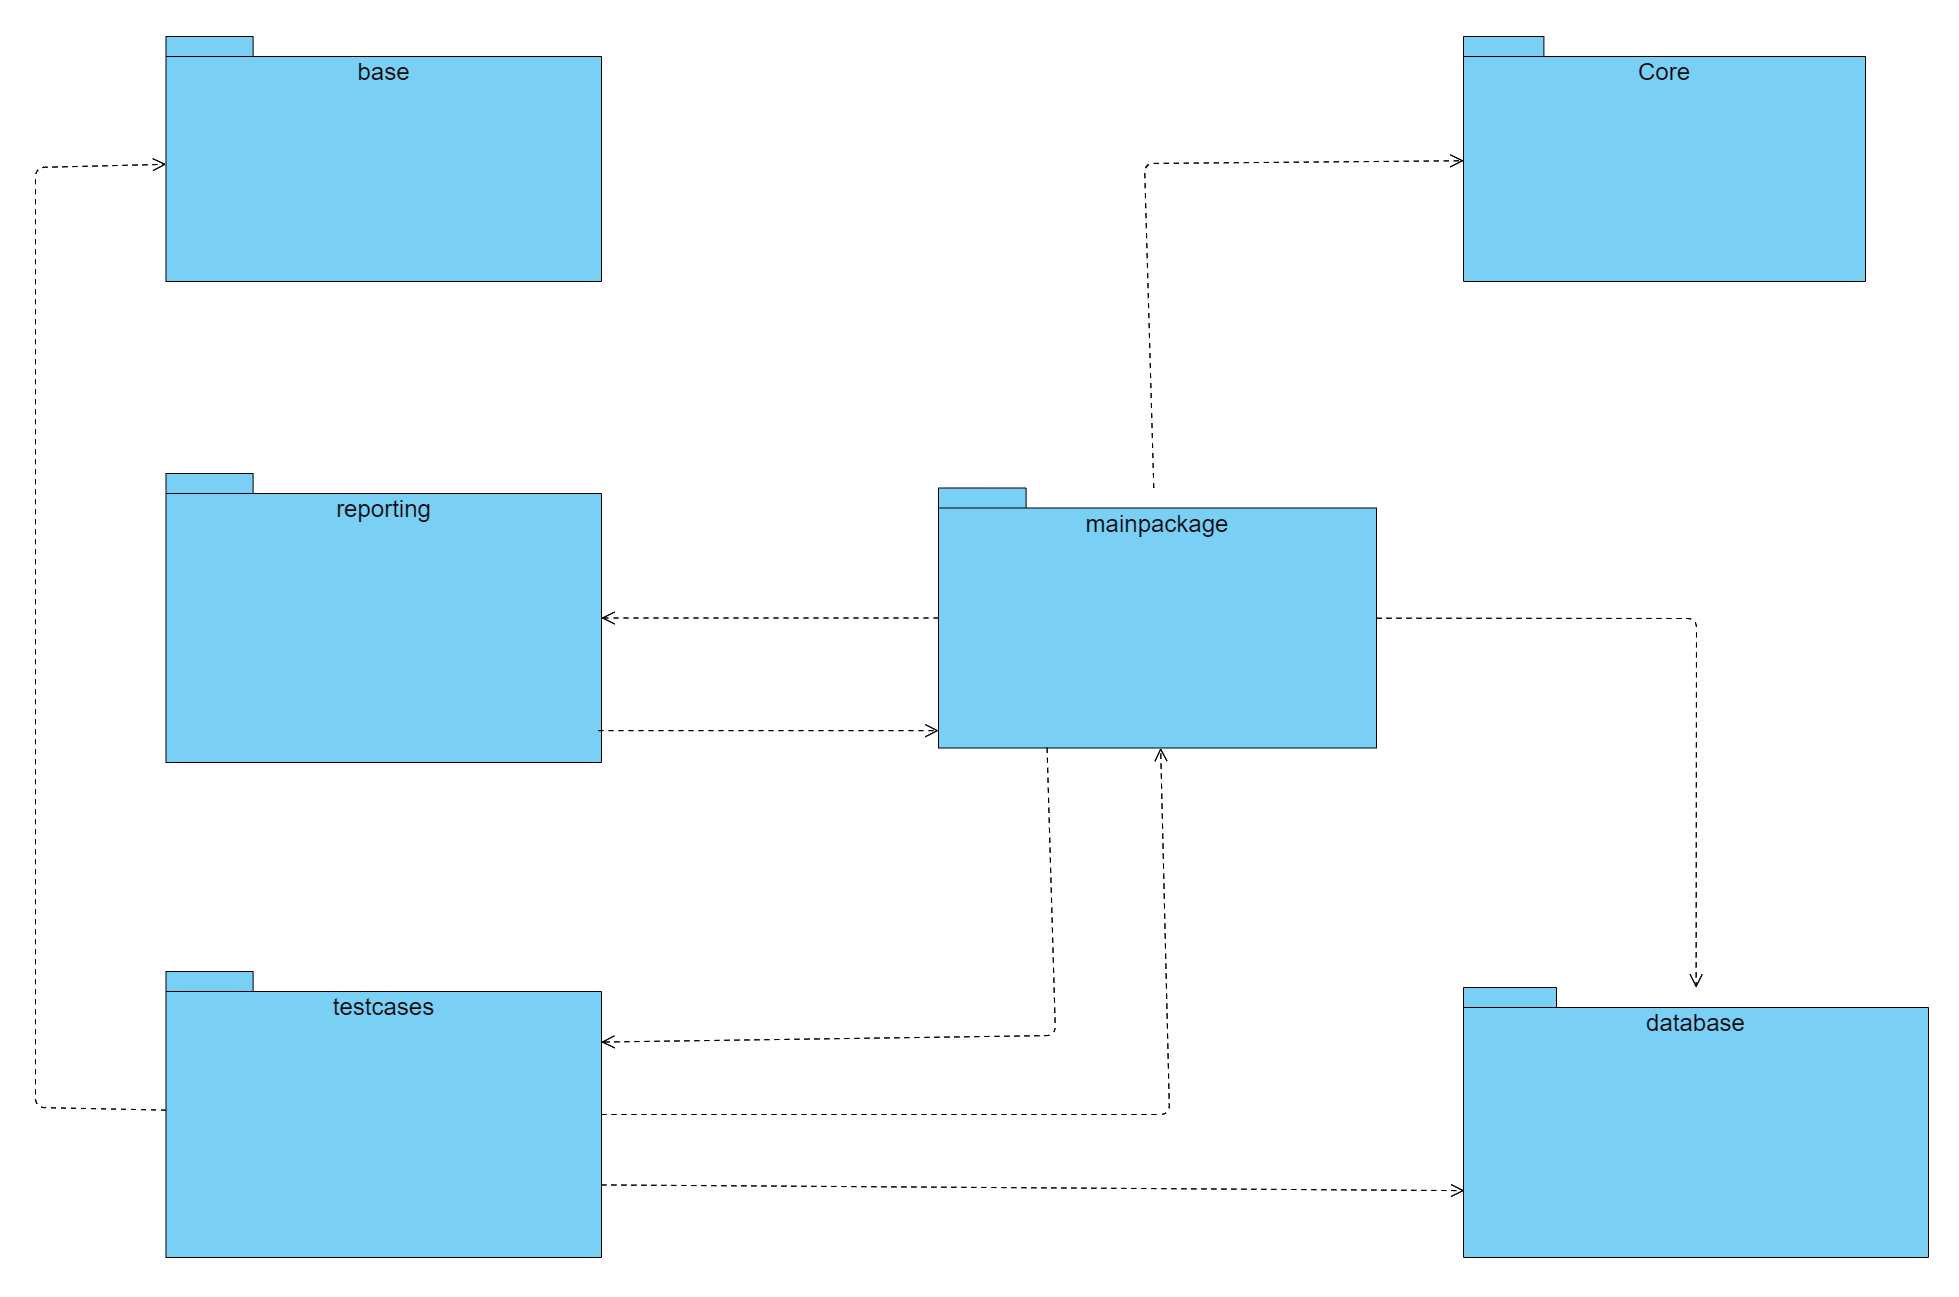 base
Core
reporting
mainpackage
testcases
database